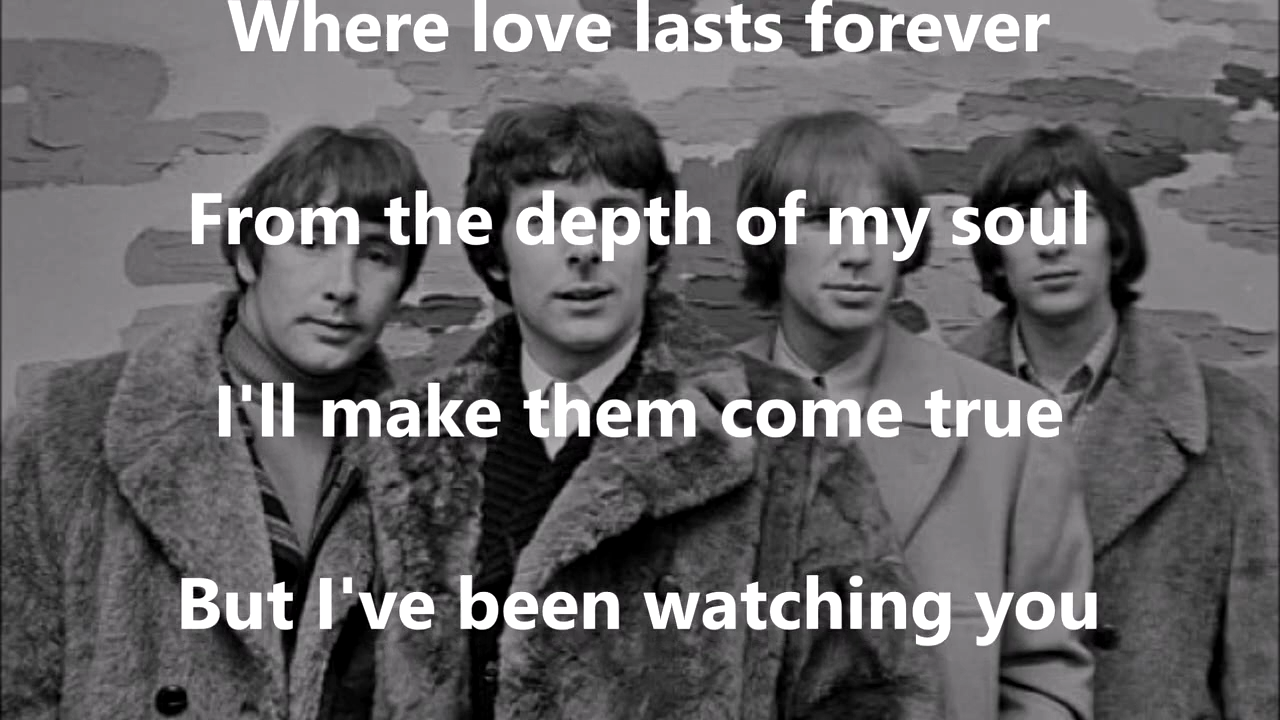 Where love lasts forever
From the depth of my soul
I'll make them come true
But I've been watching you